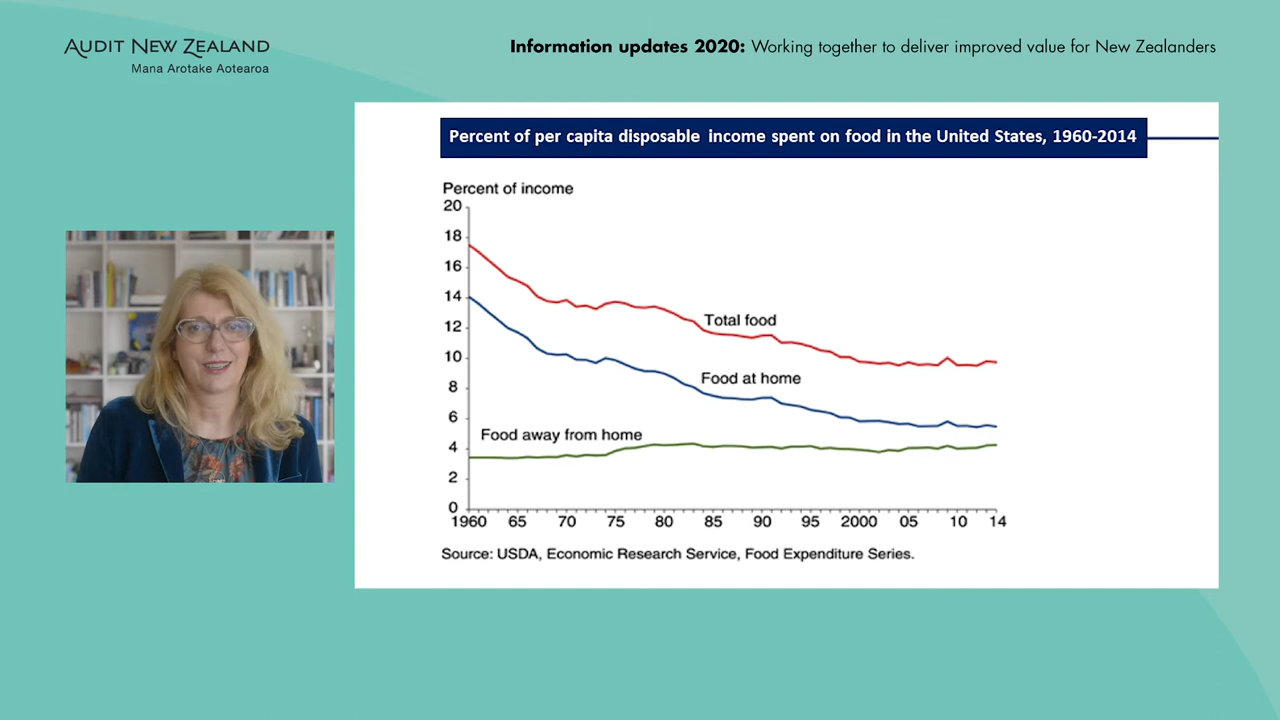 AUDIT NEW ZEALAND
Mana Arotake Aotearoa
Information updates 2020: Working together to deliver improved value for New Zealanders
Percent of per capita disposable income spent on food in the United States, 1960-2014
Percent of income
20
18
16
14
12
10
8
6
4
2
0
Total food
Food at home
Food away from home
1960 65 70 75 80 85 90 95 2000 05 10 14
Source: USDA, Economic Research Service, Food Expenditure Series.